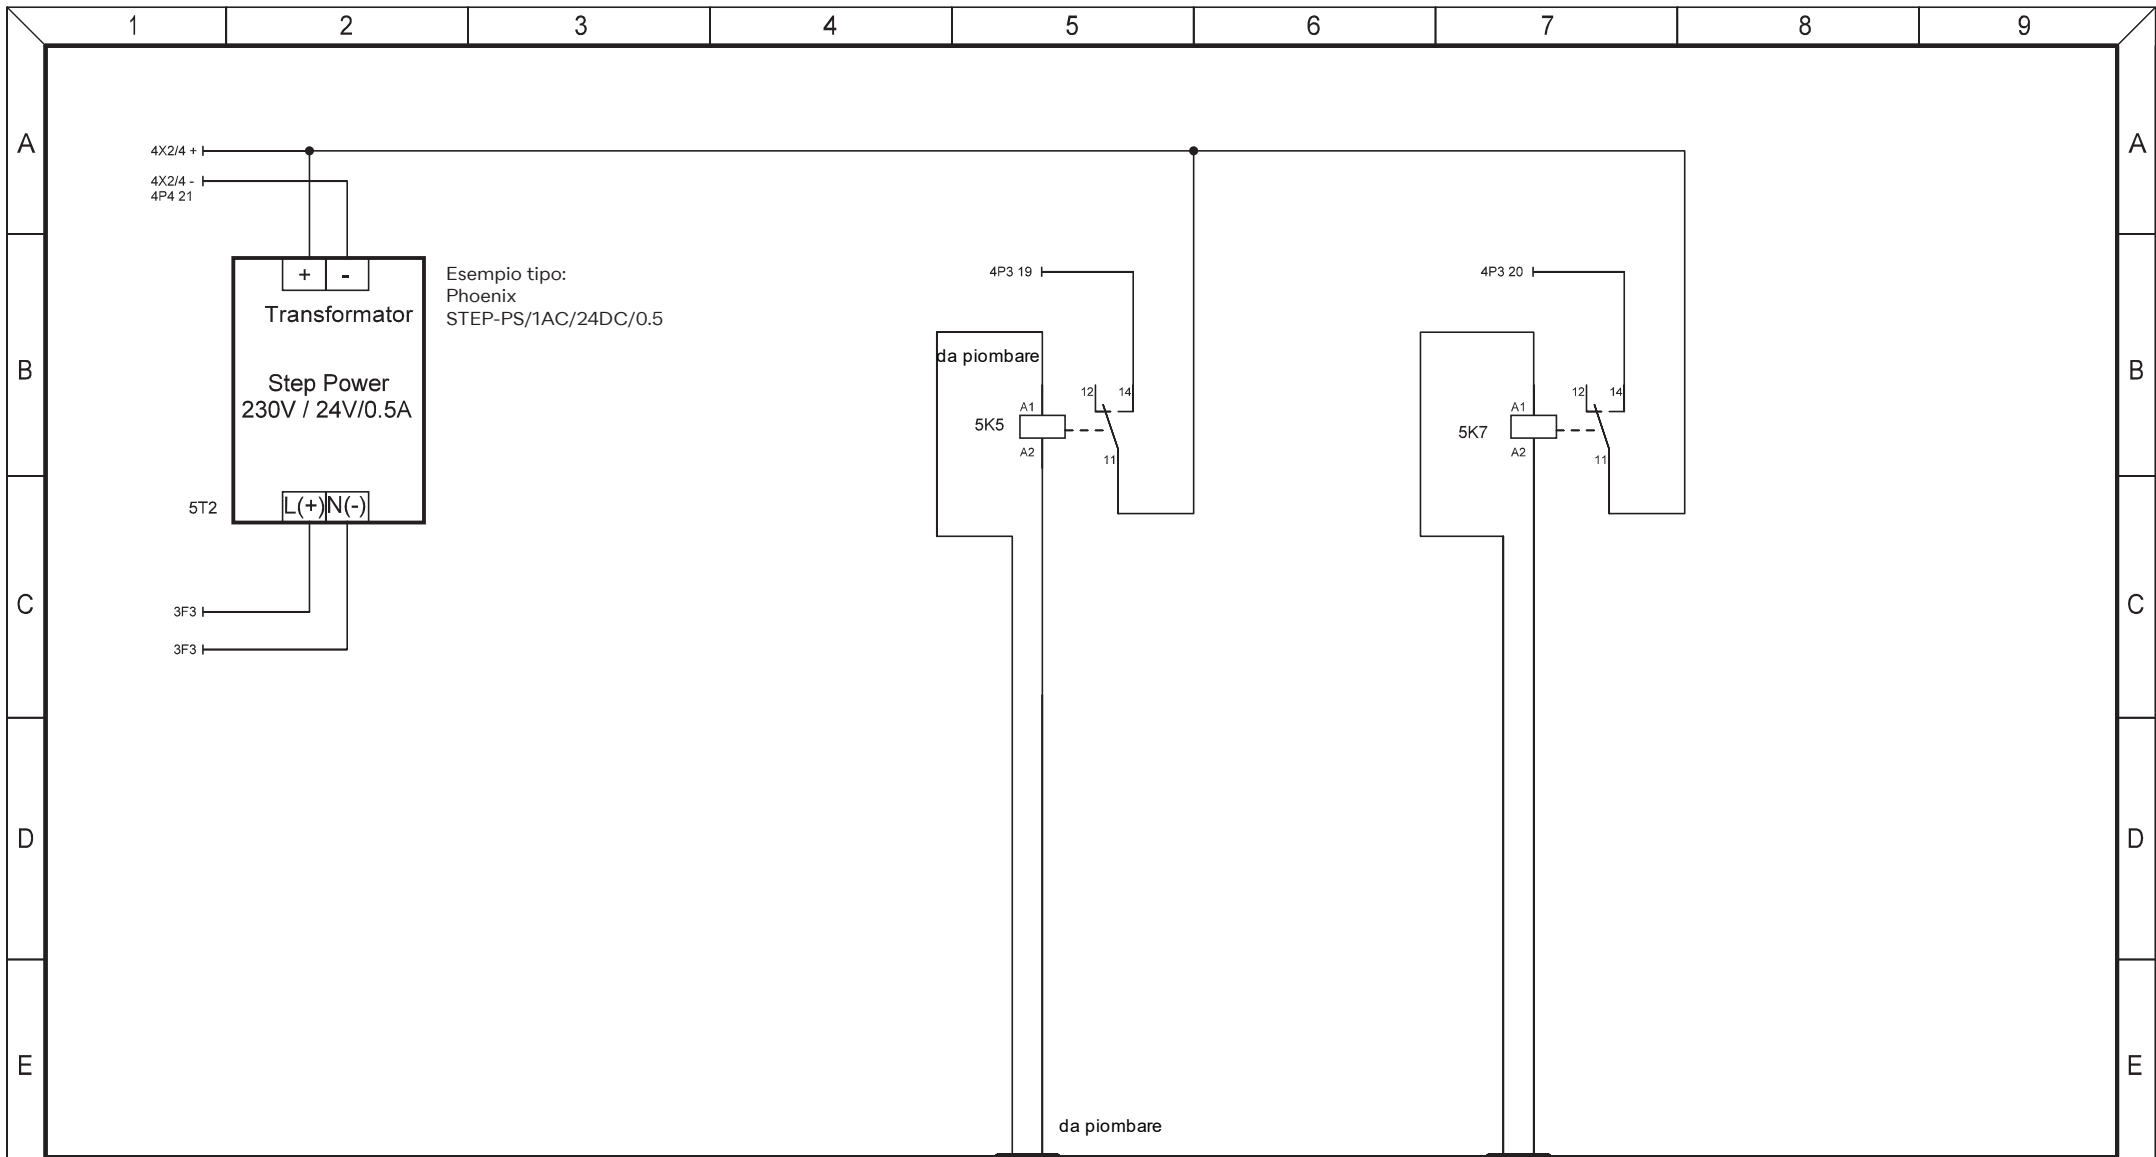 1 2 3 4 5 6 7 8 9
A A
4X2/4 +
4X2/4 -
4P4 21
+ -
Transformator
Step Power
230V / 24V/0.5A
L(+) N(-)
5T2
Esempio tipo:
Phoenix
STEP-PS/1AC/24DC/0.5
3F3
3F3
4P3 19
da piombare
12 14
A1
5K5
A2
11
4P3 20
12 14
A1
5K7
A2
11
B B
C C
D D
E E
da piombare